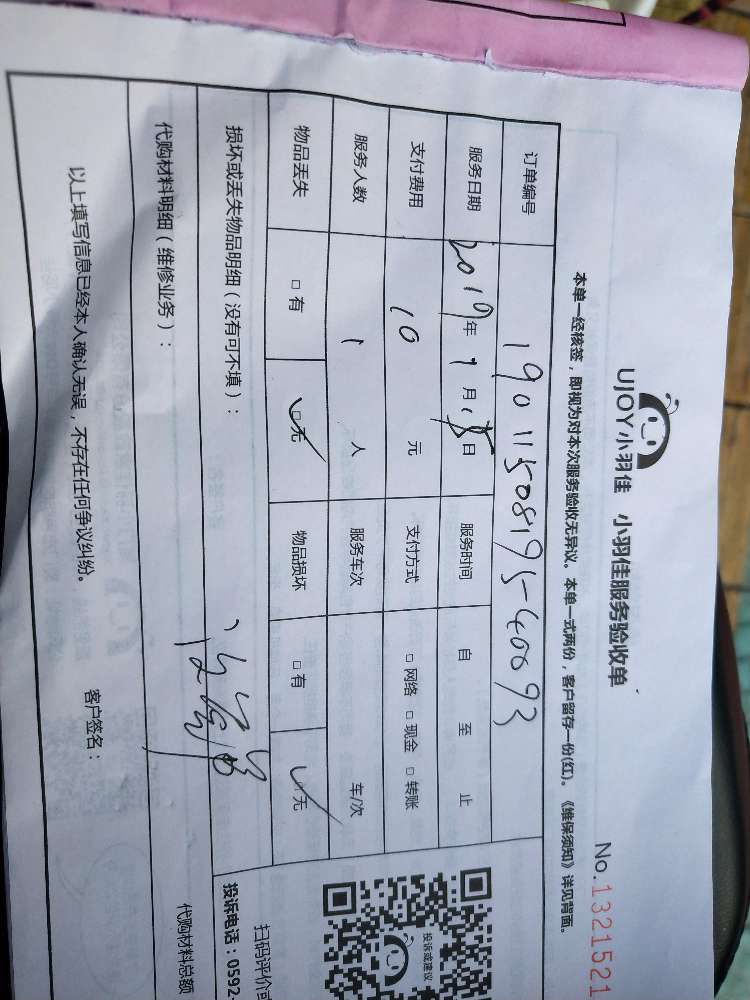 UJOY小羽佳 小羽佳服务验收单
No.1321521
本单一经核签，即视为对本次服务验收无异议。本单一式两份，客户留存一份(红)。《维保须知》详见背面。
订单编号 19011508195-40093
服务日期 2019年1月15日 服务时间 自 至 止
支付费用 10 元 支付方式 □网络 □现金 □转账
服务人数 1 人 服务车次 车/次
物品丢失 □有 □无 物品损坏 □有 □无
损坏或丢失物品明细（没有可不填）：
代购材料明细（维修业务）： 代购材料总额
以上填写信息已经本人确认无误，不存在任何争议纠纷。 客户签名：
投诉或建议
扫码评价或
投诉电话：0592-